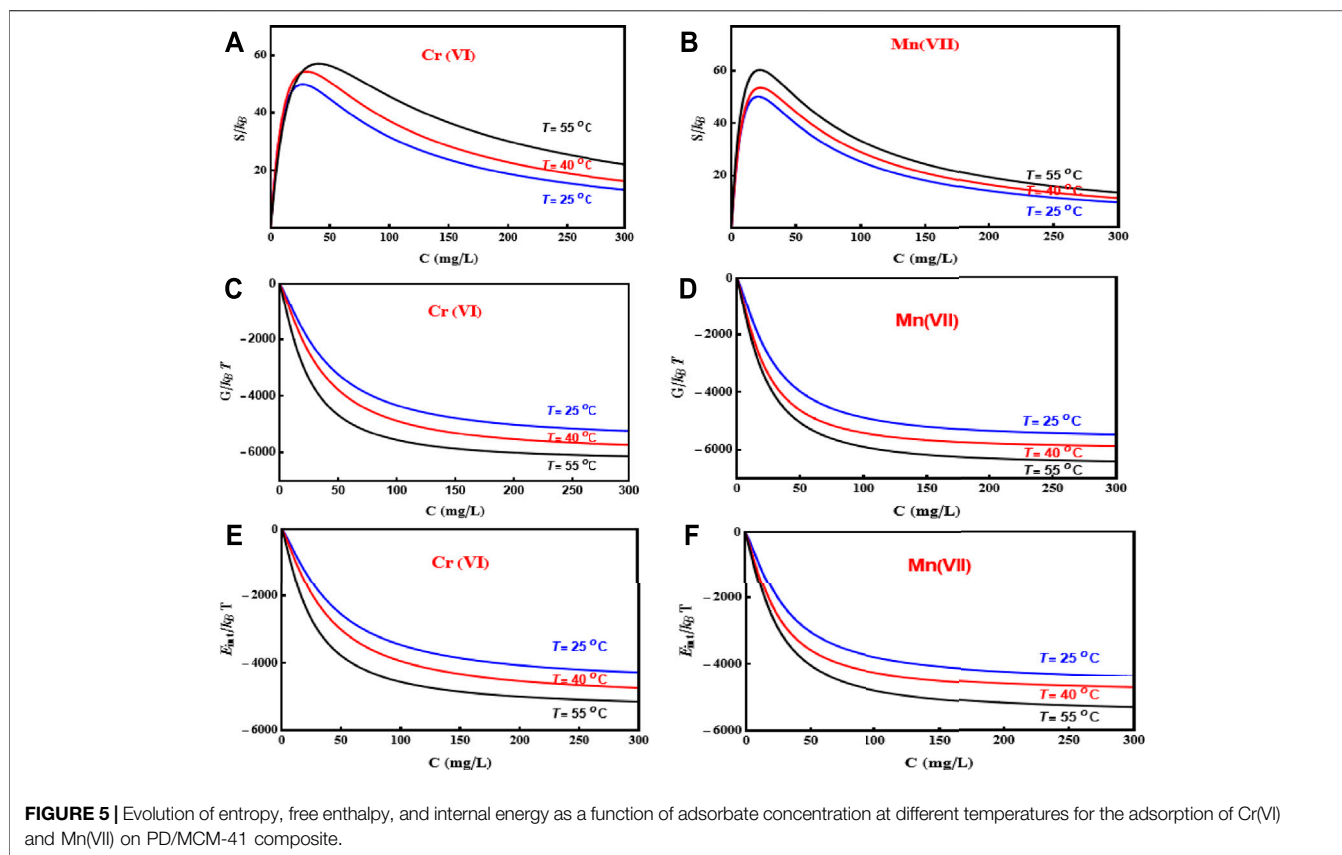 A
Cr (VI)
60
40
20
S/kB
T= 55 °C
T= 40 °C
T= 25 °C
0 50 100 150 200 250 300
C (mg/L)
B
Mn(VII)
60
40
20
S/kB
T= 55 °C
T= 40 °C
T= 25 °C
0 50 100 150 200 250 300
C (mg/L)
C
Cr (VI)
0
−2000
−4000
−6000
G/kB T
T= 25 °C
T= 40 °C
T= 55 °C
0 50 100 150 200 250 300
C (mg/L)
D
Mn(VII)
0
−2000
−4000
−6000
G/kB T
T= 25 °C
T= 40 °C
T= 55 °C
0 50 100 150 200 250 300
C (mg/L)
E
Cr (VI)
0
−2000
−4000
−6000
Eint/kB T
T= 25 °C
T= 40 °C
T= 55 °C
0 50 100 150 200 250 300
C (mg/L)
F
Mn(VII)
0
−2000
−4000
−6000
Eint/kB T
T= 25 °C
T= 40 °C
T= 55 °C
0 50 100 150 200 250 300
C (mg/L)
FIGURE 5 | Evolution of entropy, free enthalpy, and internal energy as a function of adsorbate concentration at different temperatures for the adsorption of Cr(VI)
and Mn(VII) on PD/MCM-41 composite.